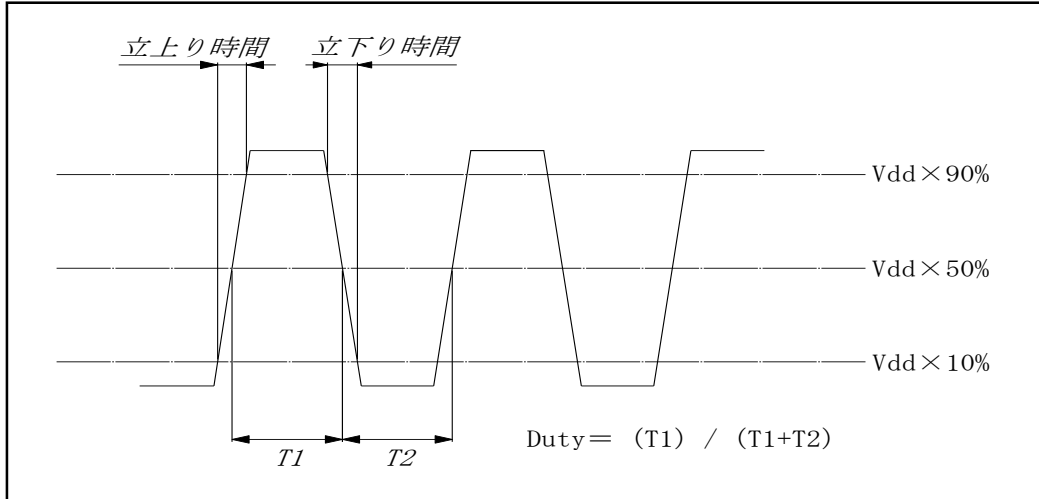 立上り時間
立下り時間
Vdd×90%
Vdd×50%
Vdd×10%
T1
T2
Duty＝ (T1) / (T1+T2)